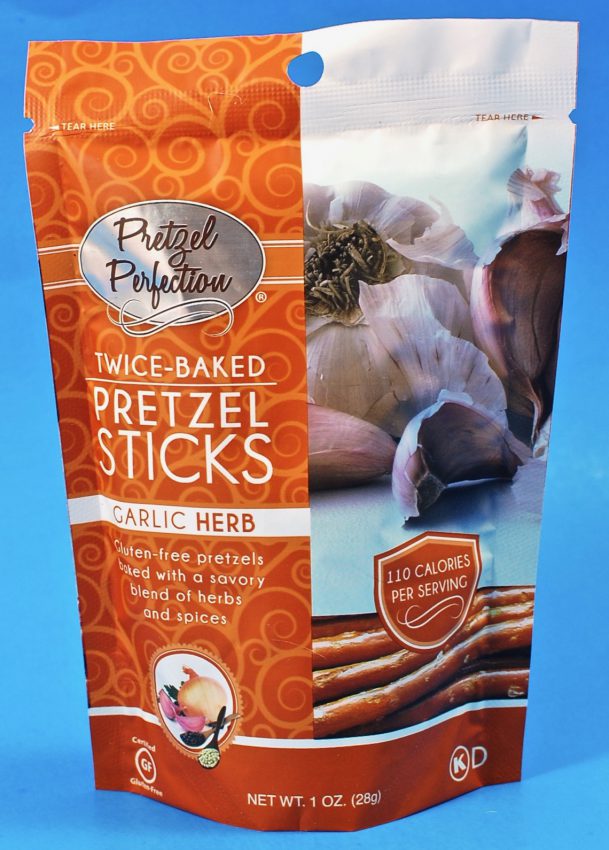 TEAR HERE
TEAR HERE
Pretzel
Perfection
®
TWICE-BAKED
PRETZEL
STICKS
GARLIC HERB
Gluten-free pretzels
baked with a savory
blend of herbs
and spices
110 CALORIES
PER SERVING
Certified
GF
Gluten-Free
NET WT. 1 OZ. (28g)
K D